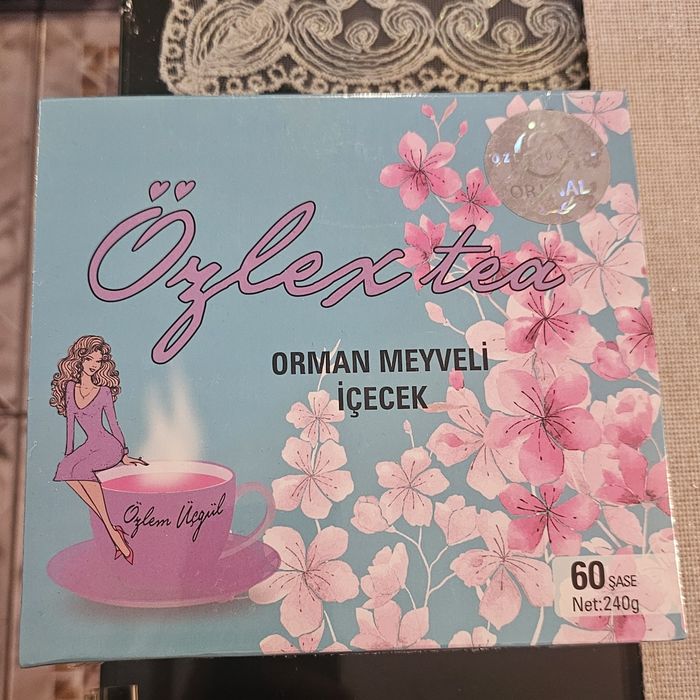 Özlex tea
ORMAN MEYVELİ
İÇECEK
Özlem Üçgül
60 ŞASE
Net:240g